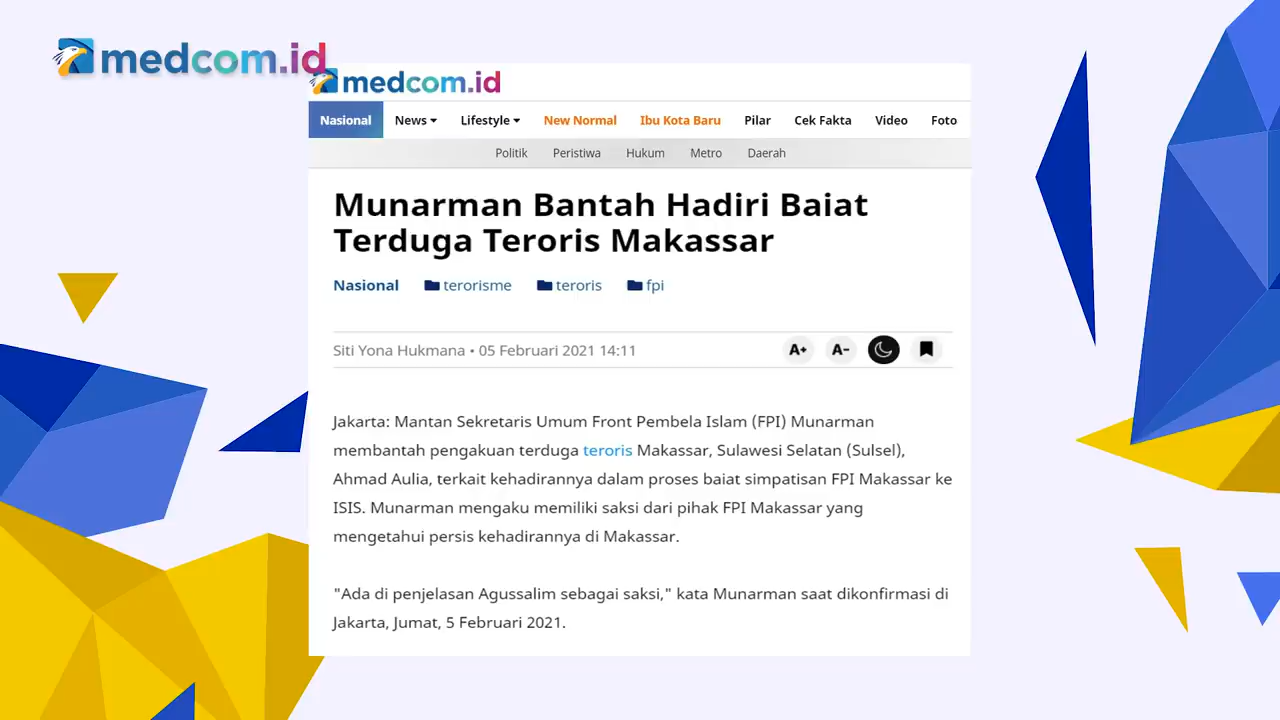 medcom.id
medcom.id
Nasional News Lifestyle New Normal Ibu Kota Baru Pilar Cek Fakta Video Foto
Politik Peristiwa Hukum Metro Daerah
Munarman Bantah Hadiri Baiat
Terduga Teroris Makassar
Nasional terorisme teroris fpi
Siti Yona Hukmana • 05 Februari 2021 14:11 A+ A-
Jakarta: Mantan Sekretaris Umum Front Pembela Islam (FPI) Munarman
membantah pengakuan terduga teroris Makassar, Sulawesi Selatan (Sulsel),
Ahmad Aulia, terkait kehadirannya dalam proses baiat simpatisan FPI Makassar ke
ISIS. Munarman mengaku memiliki saksi dari pihak FPI Makassar yang
mengetahui persis kehadirannya di Makassar.
"Ada di penjelasan Agussalim sebagai saksi," kata Munarman saat dikonfirmasi di
Jakarta, Jumat, 5 Februari 2021.